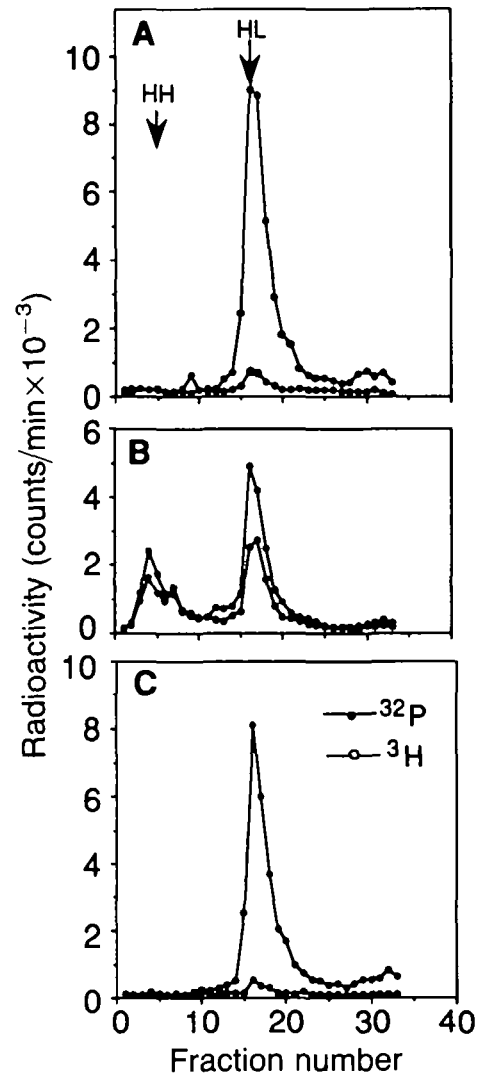 A
HL
HH
10
8
6
4
2
0
B
6
4
2
0
C
10
8
6
4
2
0
³²P
³H
0 10 20 30 40
Fraction number
Radioactivity (counts/min×10⁻³)